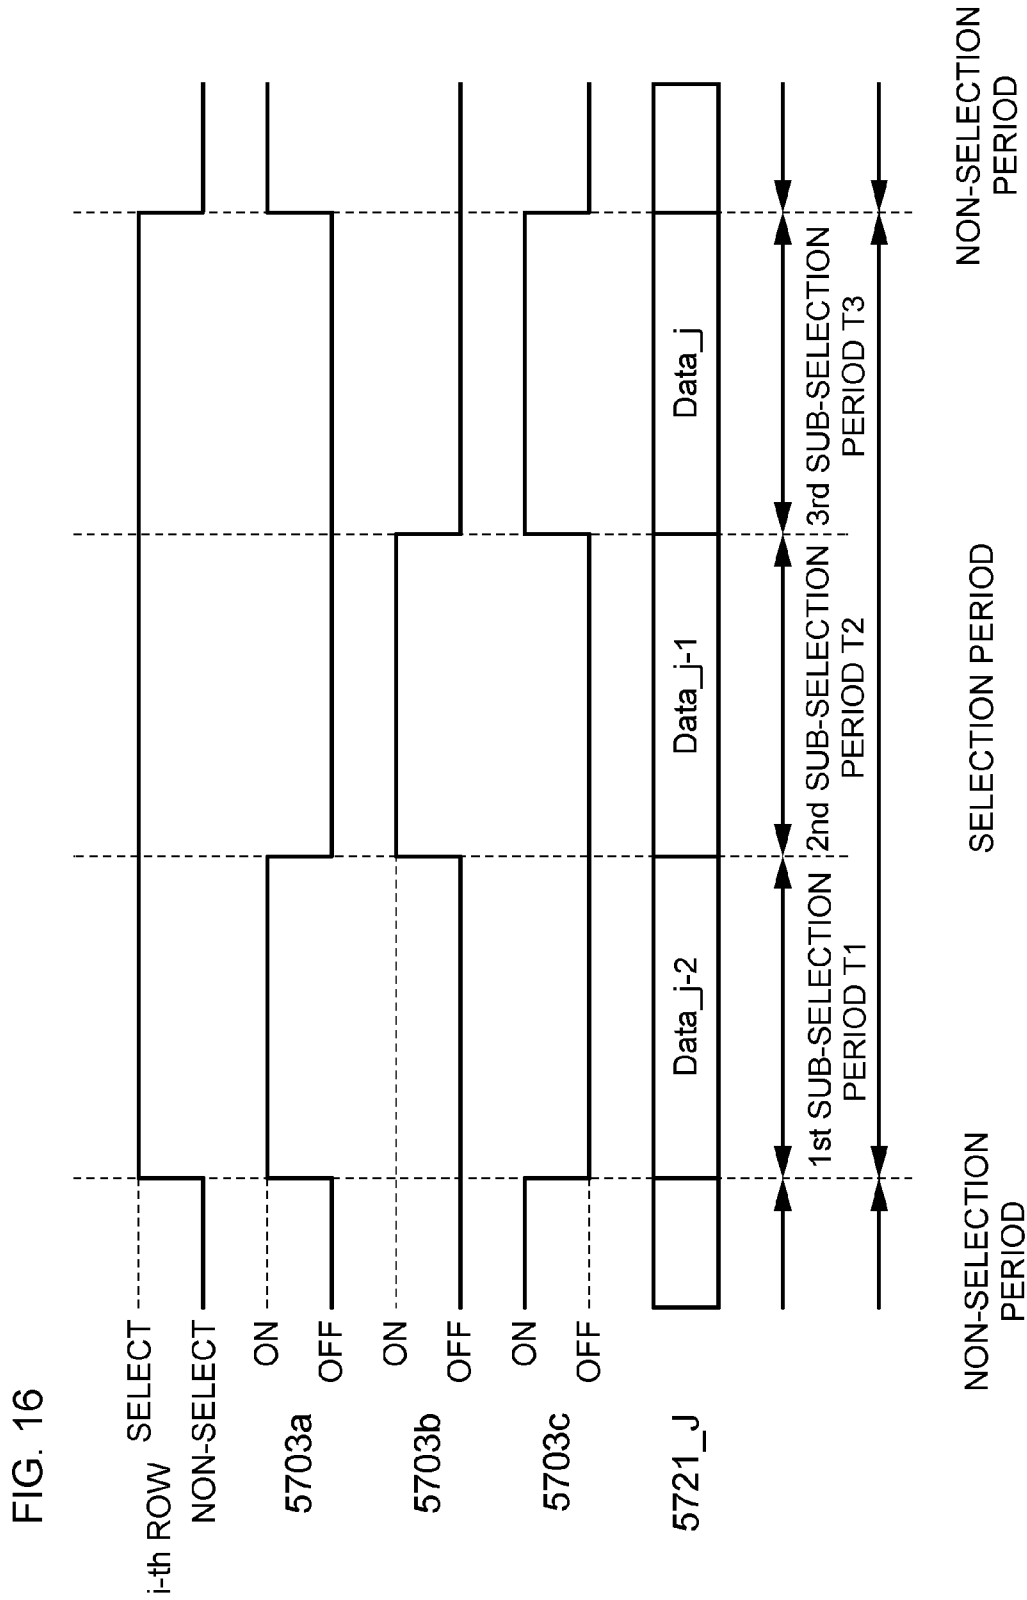 FIG. 16
i-th ROW
SELECT
NON-SELECT
5703a
ON
OFF
5703b
ON
OFF
5703c
ON
OFF
5721_J
Data_j-2
Data_j-1
Data_j
1st SUB-SELECTION
PERIOD T1
2nd SUB-SELECTION
PERIOD T2
3rd SUB-SELECTION
PERIOD T3
NON-SELECTION
PERIOD
SELECTION PERIOD
NON-SELECTION
PERIOD